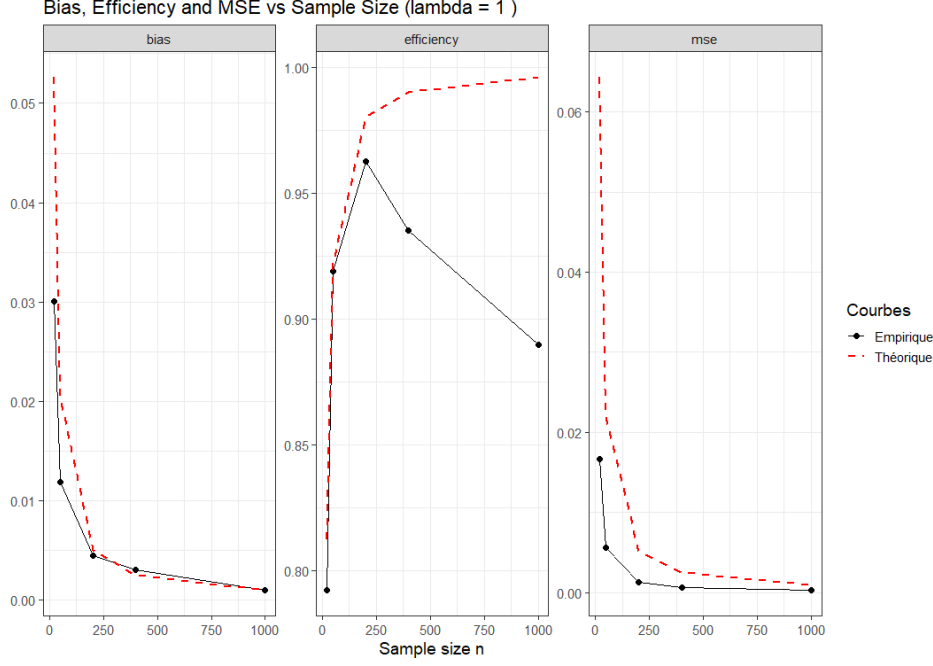 Bias, Efficiency and MSE vs Sample Size (lambda = 1 )
bias
efficiency
mse
0.05
0.04
0.03
0.02
0.01
0.00
1.00
0.95
0.90
0.85
0.80
0.06
0.04
0.02
0.00
0 250 500 750 1000
0 250 500 750 1000
0 250 500 750 1000
Sample size n
Courbes
Empirique
Théorique